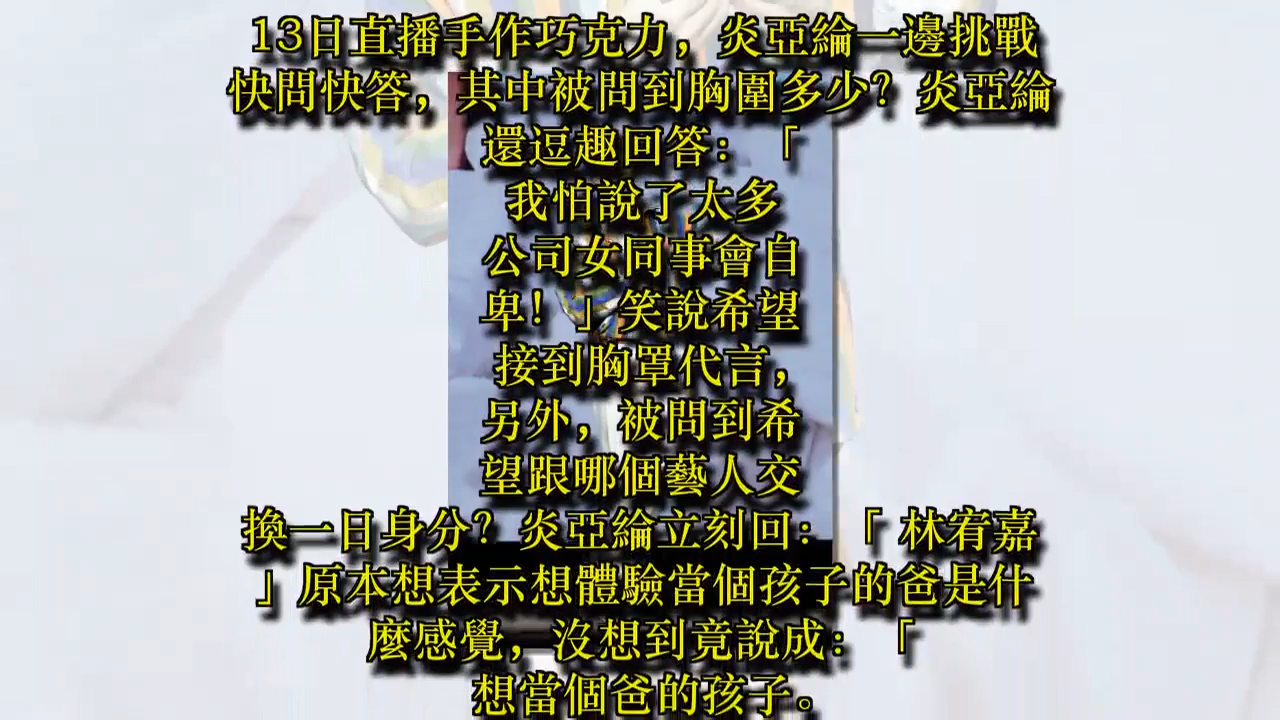 13日直播手作巧克力，炎亞綸一邊挑戰
快問快答，其中被問到胸圍多少？炎亞綸
還逗趣回答：「
我怕說了太多
公司女同事會自
卑！」笑說希望
接到胸罩代言，
另外，被問到希
望跟哪個藝人交
換一日身分？炎亞綸立刻回：「林宥嘉
」原本想表示想體驗當個孩子的爸是什
麼感覺，沒想到竟說成：「
想當個爸的孩子。